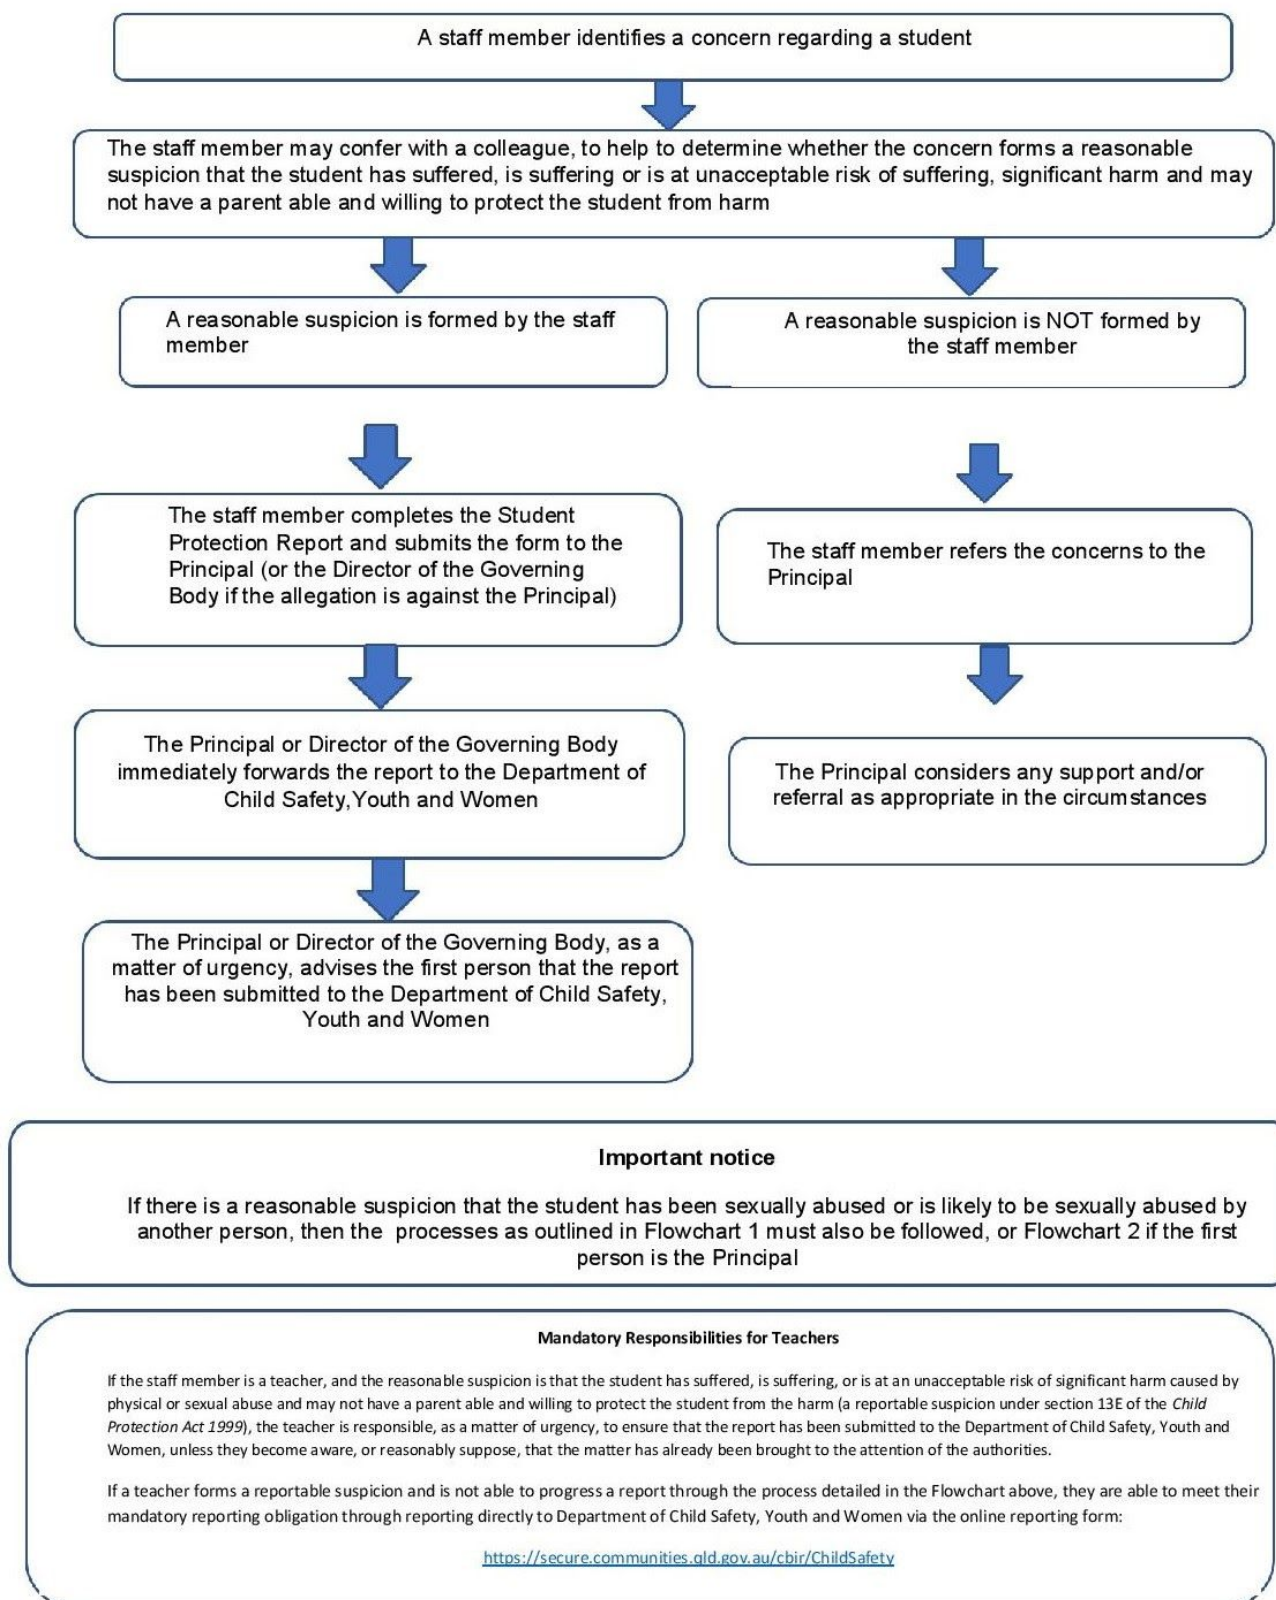 A staff member identifies a concern regarding a student
The staff member may confer with a colleague, to help to determine whether the concern forms a reasonable
suspicion that the student has suffered, is suffering or is at unacceptable risk of suffering, significant harm and may
not have a parent able and willing to protect the student from harm
A reasonable suspicion is formed by the staff
member
A reasonable suspicion is NOT formed by
the staff member
The staff member completes the Student
Protection Report and submits the form to the
Principal (or the Director of the Governing
Body if the allegation is against the Principal)
The staff member refers the concerns to the
Principal
The Principal or Director of the Governing Body
immediately forwards the report to the Department of
Child Safety,Youth and Women
The Principal considers any support and/or
referral as appropriate in the circumstances
The Principal or Director of the Governing Body, as a
matter of urgency, advises the first person that the report
has been submitted to the Department of Child Safety,
Youth and Women
Important notice
If there is a reasonable suspicion that the student has been sexually abused or is likely to be sexually abused by
another person, then the processes as outlined in Flowchart 1 must also be followed, or Flowchart 2 if the first
person is the Principal
Mandatory Responsibilities for Teachers
If the staff member is a teacher, and the reasonable suspicion is that the student has suffered, is suffering, or is at an unacceptable risk of significant harm caused by
physical or sexual abuse and may not have a parent able and willing to protect the student from the harm (a reportable suspicion under section 13E of the Child
Protection Act 1999), the teacher is responsible, as a matter of urgency, to ensure that the report has been submitted to the Department of Child Safety, Youth and
Women, unless they become aware, or reasonably suppose, that the matter has already been brought to the attention of the authorities.
If a teacher forms a reportable suspicion and is not able to progress a report through the process detailed in the Flowchart above, they are able to meet their
mandatory reporting obligation through reporting directly to Department of Child Safety, Youth and Women via the online reporting form:
https://secure.communities.qld.gov.au/cbir/ChildSafety